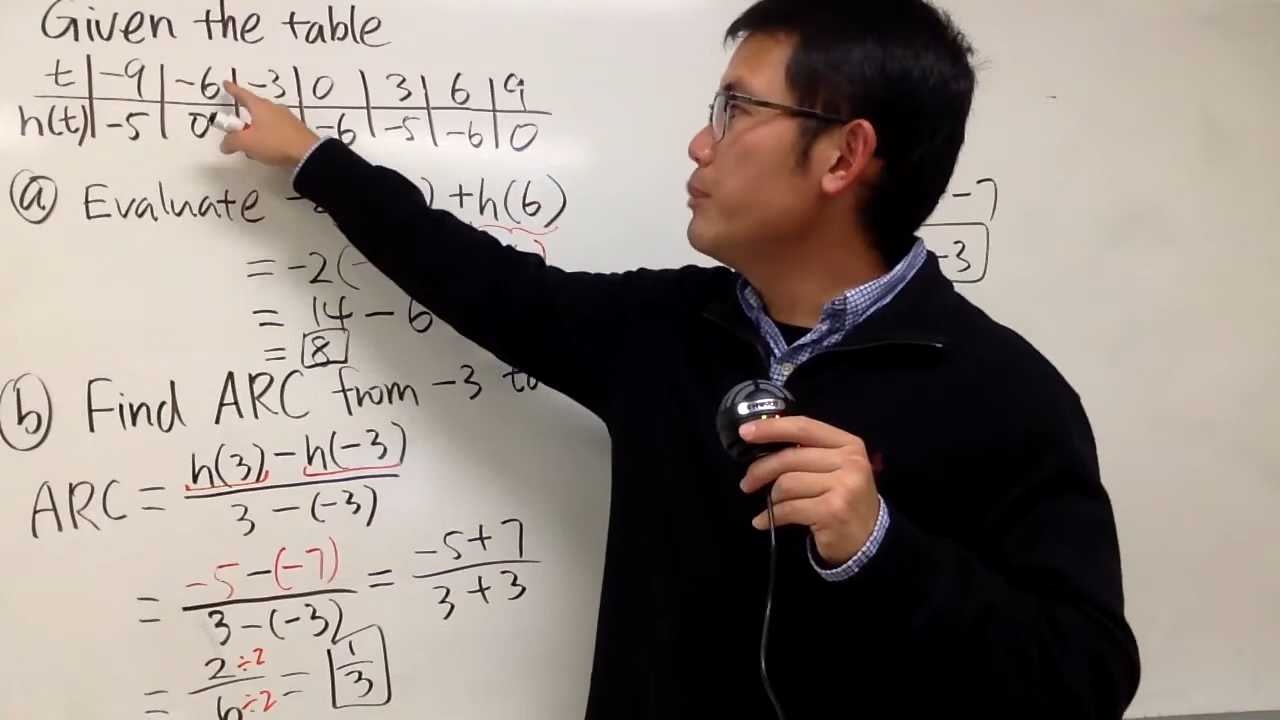 Given the table
t | -9 | -6 | -3 | 0 | 3 | 6 | 9
h(t) | -5 | 0 | -6 | -5 | -6 | 0
ⓐ Evaluate - ) + h(6)
= -2(-
= 14 - 6
= 8
ⓑ Find ARC from -3 to
ARC = h(3) - h(-3) / 3 - (-3)
= -5 - (-7) / 3 - (-3) = -5 + 7 / 3 + 3
= 2 ÷2 / 6 ÷2 = 1/3
-7
-3